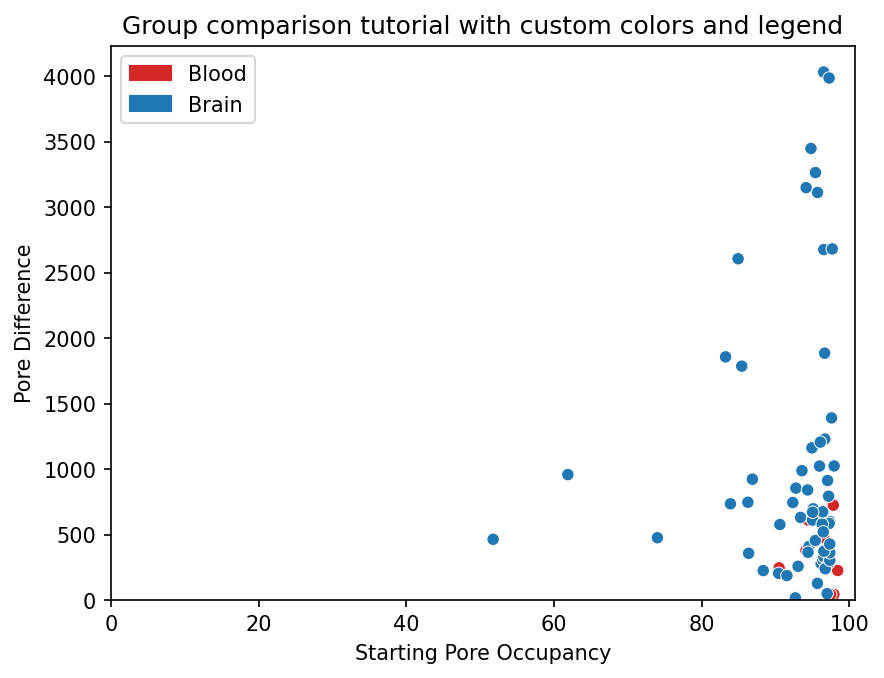 Group comparison tutorial with custom colors and legend
Blood
Brain
4000
3500
3000
2500
2000
1500
1000
500
0
Pore Difference
0 20 40 60 80 100
Starting Pore Occupancy